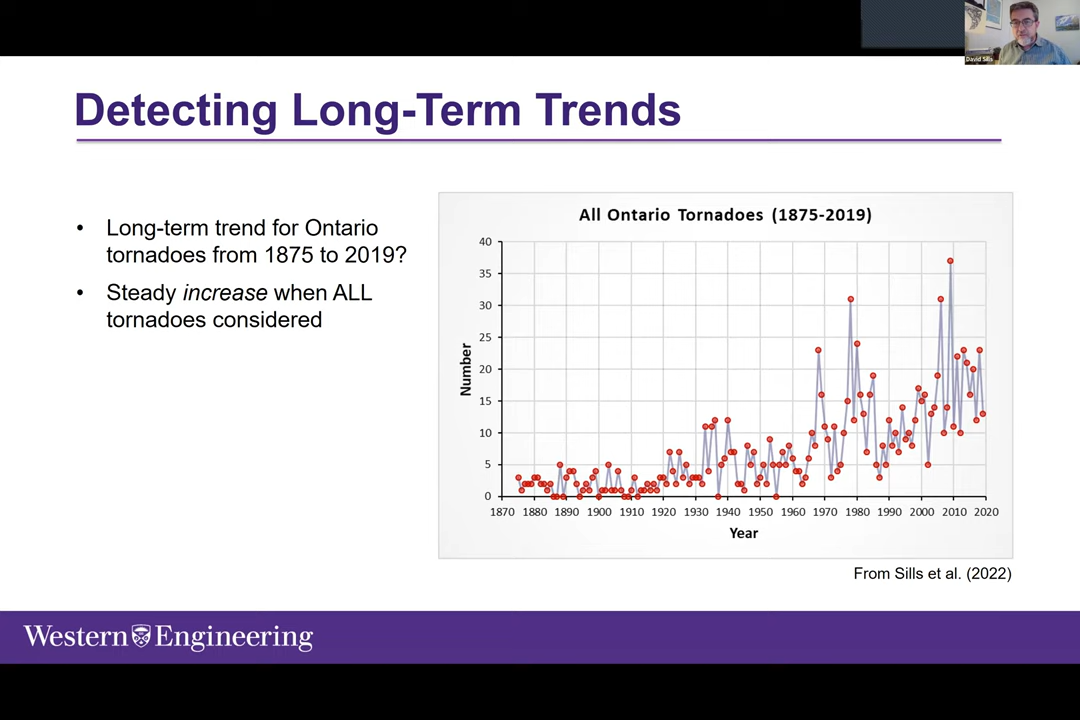 David Sills
Detecting Long-Term Trends
• Long-term trend for Ontario
tornadoes from 1875 to 2019?
• Steady increase when ALL
tornadoes considered
All Ontario Tornadoes (1875-2019)
40
35
30
25
20
15
10
5
0
Number
1870 1880 1890 1900 1910 1920 1930 1940 1950 1960 1970 1980 1990 2000 2010 2020
Year
From Sills et al. (2022)
Western Engineering